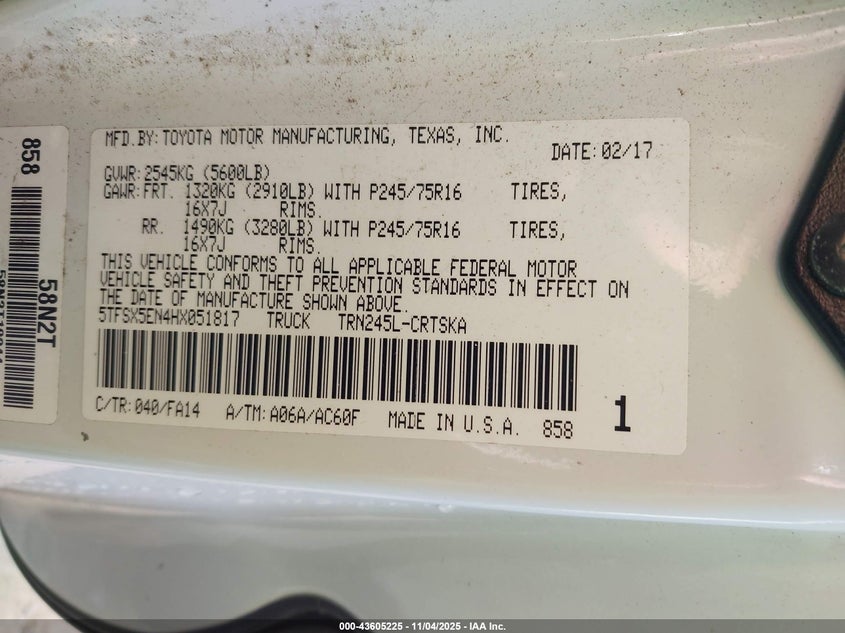 MFD.BY:TOYOTA MOTOR MANUFACTURING, TEXAS, INC.
DATE:02/17
GVWR:2545KG (5600LB)
GAWR:FRT. 1320KG (2910LB) WITH P245/75R16 TIRES,
16X7J RIMS.
RR. 1490KG (3280LB) WITH P245/75R16 TIRES,
16X7J RIMS.
THIS VEHICLE CONFORMS TO ALL APPLICABLE FEDERAL MOTOR
VEHICLE SAFETY AND THEFT PREVENTION STANDARDS IN EFFECT ON
THE DATE OF MANUFACTURE SHOWN ABOVE.
5TFSX5EN4HX051817 TRUCK TRN245L-CRTSKA
C/TR:040/FA14 A/TM:A06A/AC60F MADE IN U.S.A. 858 1
858
58N2T
000-43605225 - 11/04/2025 - IAA Inc.